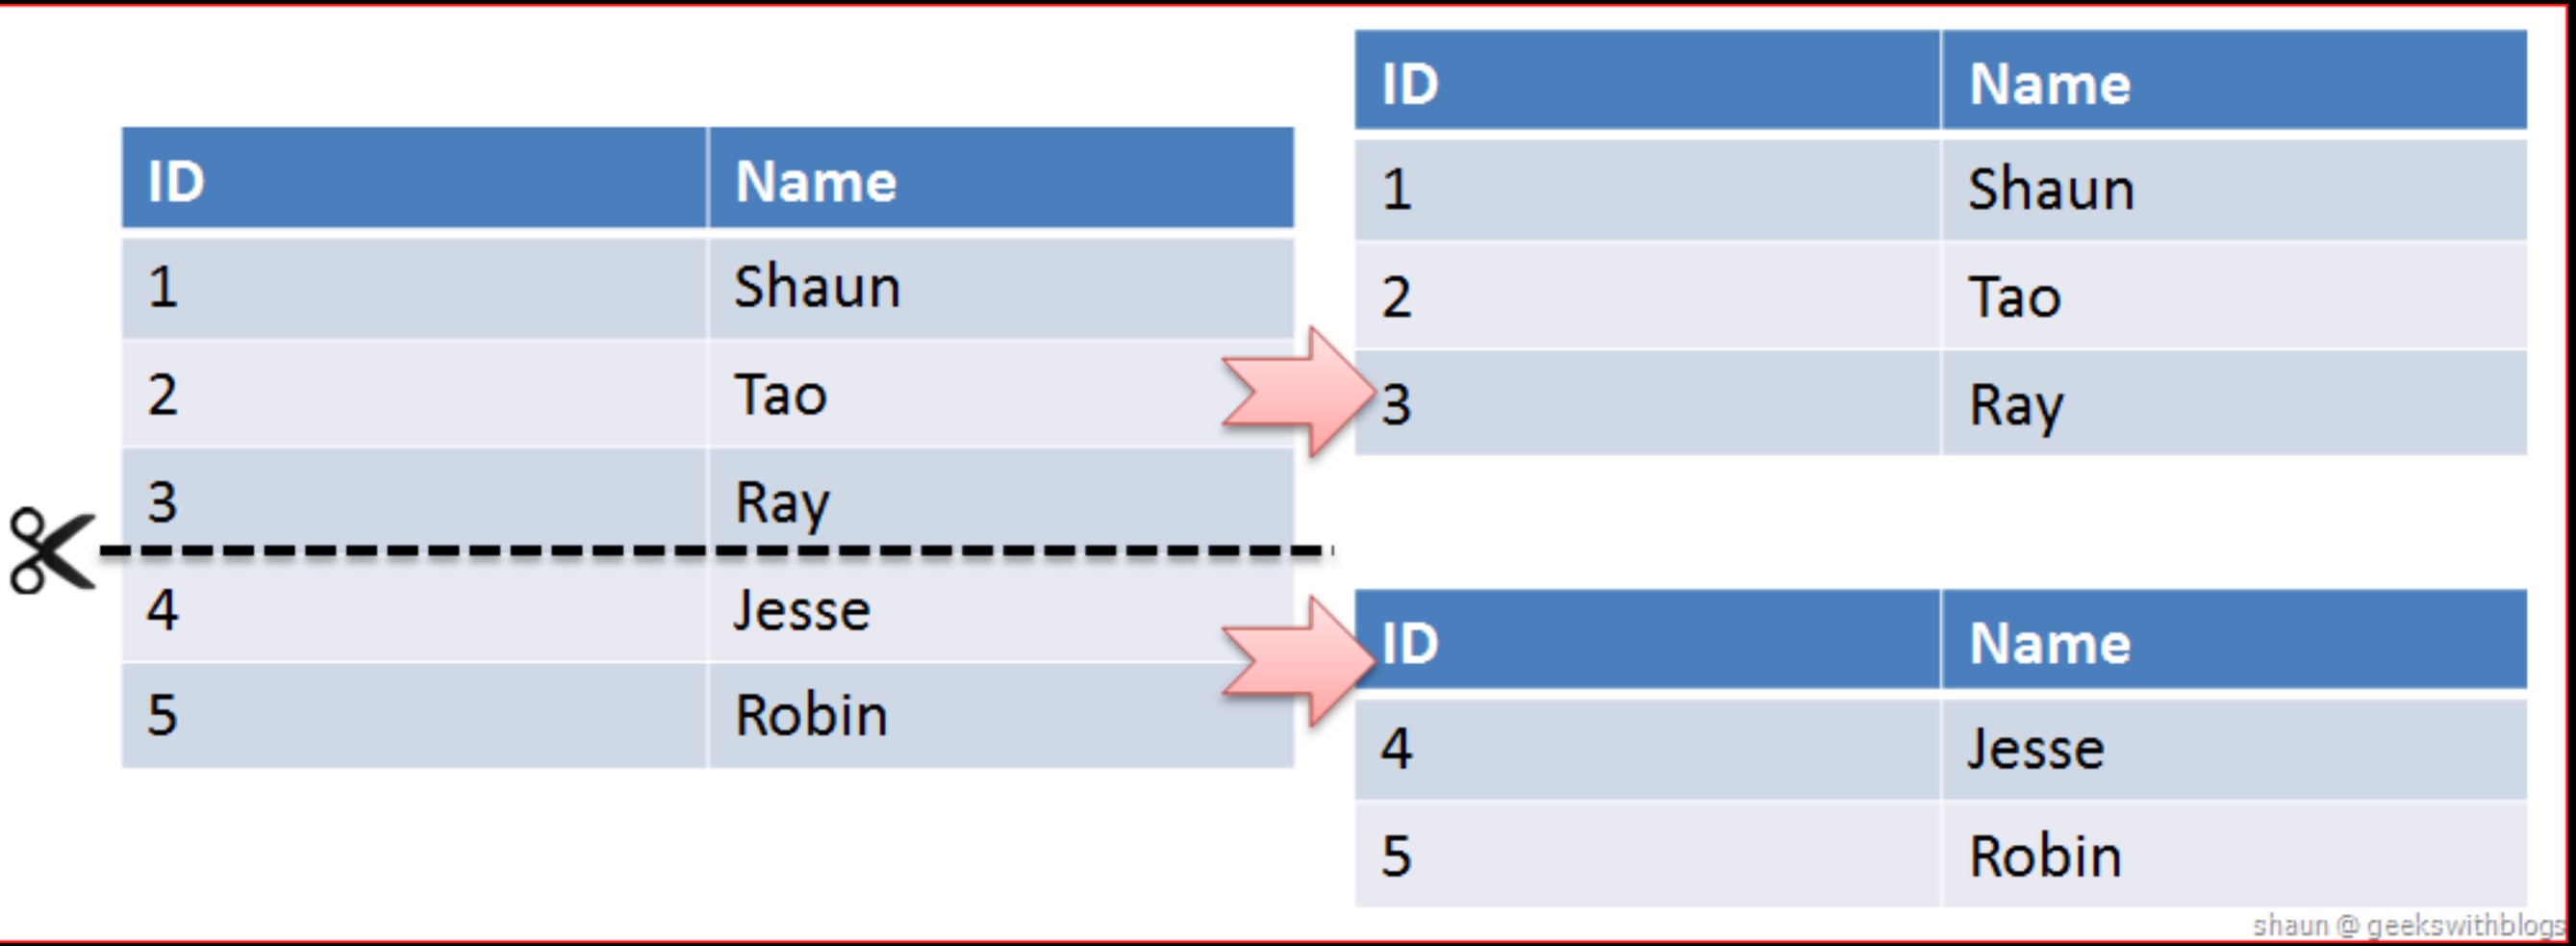 ID Name
1 Shaun
2 Tao
3 Ray
4 Jesse
5 Robin
ID Name
1 Shaun
2 Tao
3 Ray
ID Name
4 Jesse
5 Robin
shaun @ geekswithblogs